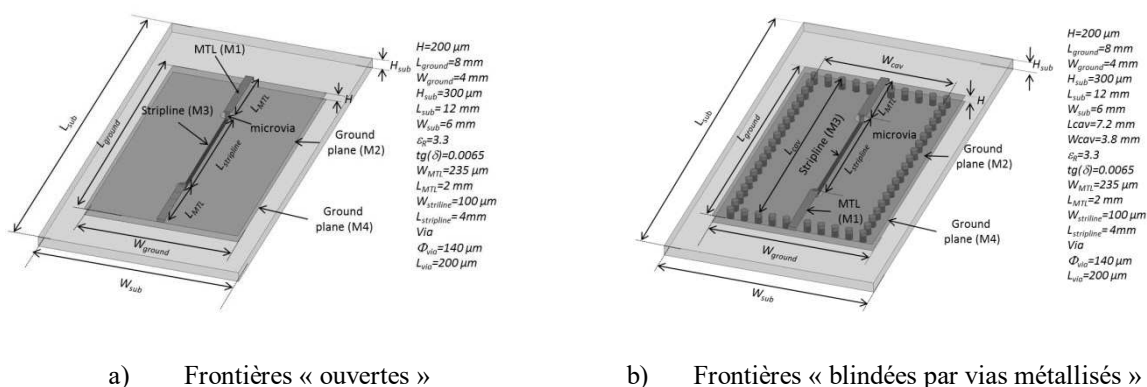 MTL (M1)
Stripline (M3)
L_MTL
microvia
L_sub
L_ground
L_stripline
L_MTL
H_sub
H
Ground
plane (M2)
Ground
plane (M4)
W_ground
W_sub
H=200 µm
L_ground=8 mm
W_ground=4 mm
H_sub=300 µm
L_sub=12 mm
W_sub=6 mm
ε_R=3.3
tg(δ)=0.0065
W_MTL=235 µm
L_MTL=2 mm
W_striline=100 µm
L_stripline=4mm
Via
Φ_via=140 µm
L_via=200 µm
W_cav
H_sub
H
L_MTL
microvia
L_sub
L_ground
L_cav
Stripline (M3)
L_stripline
Ground
plane (M2)
MTL
(M1)
Ground
plane (M4)
W_ground
W_sub
H=200 µm
L_ground=8 mm
W_ground=4 mm
H_sub=300 µm
L_sub=12 mm
W_sub=6 mm
Lcav=7.2 mm
Wcav=3.8 mm
ε_R=3.3
tg(δ)=0.0065
W_MTL=235 µm
L_MTL=2 mm
W_striline=100 µm
L_stripline=4mm
Via
Φ_via=140 µm
L_via=200 µm
a) Frontières « ouvertes »
b) Frontières « blindées par vias métallisés »